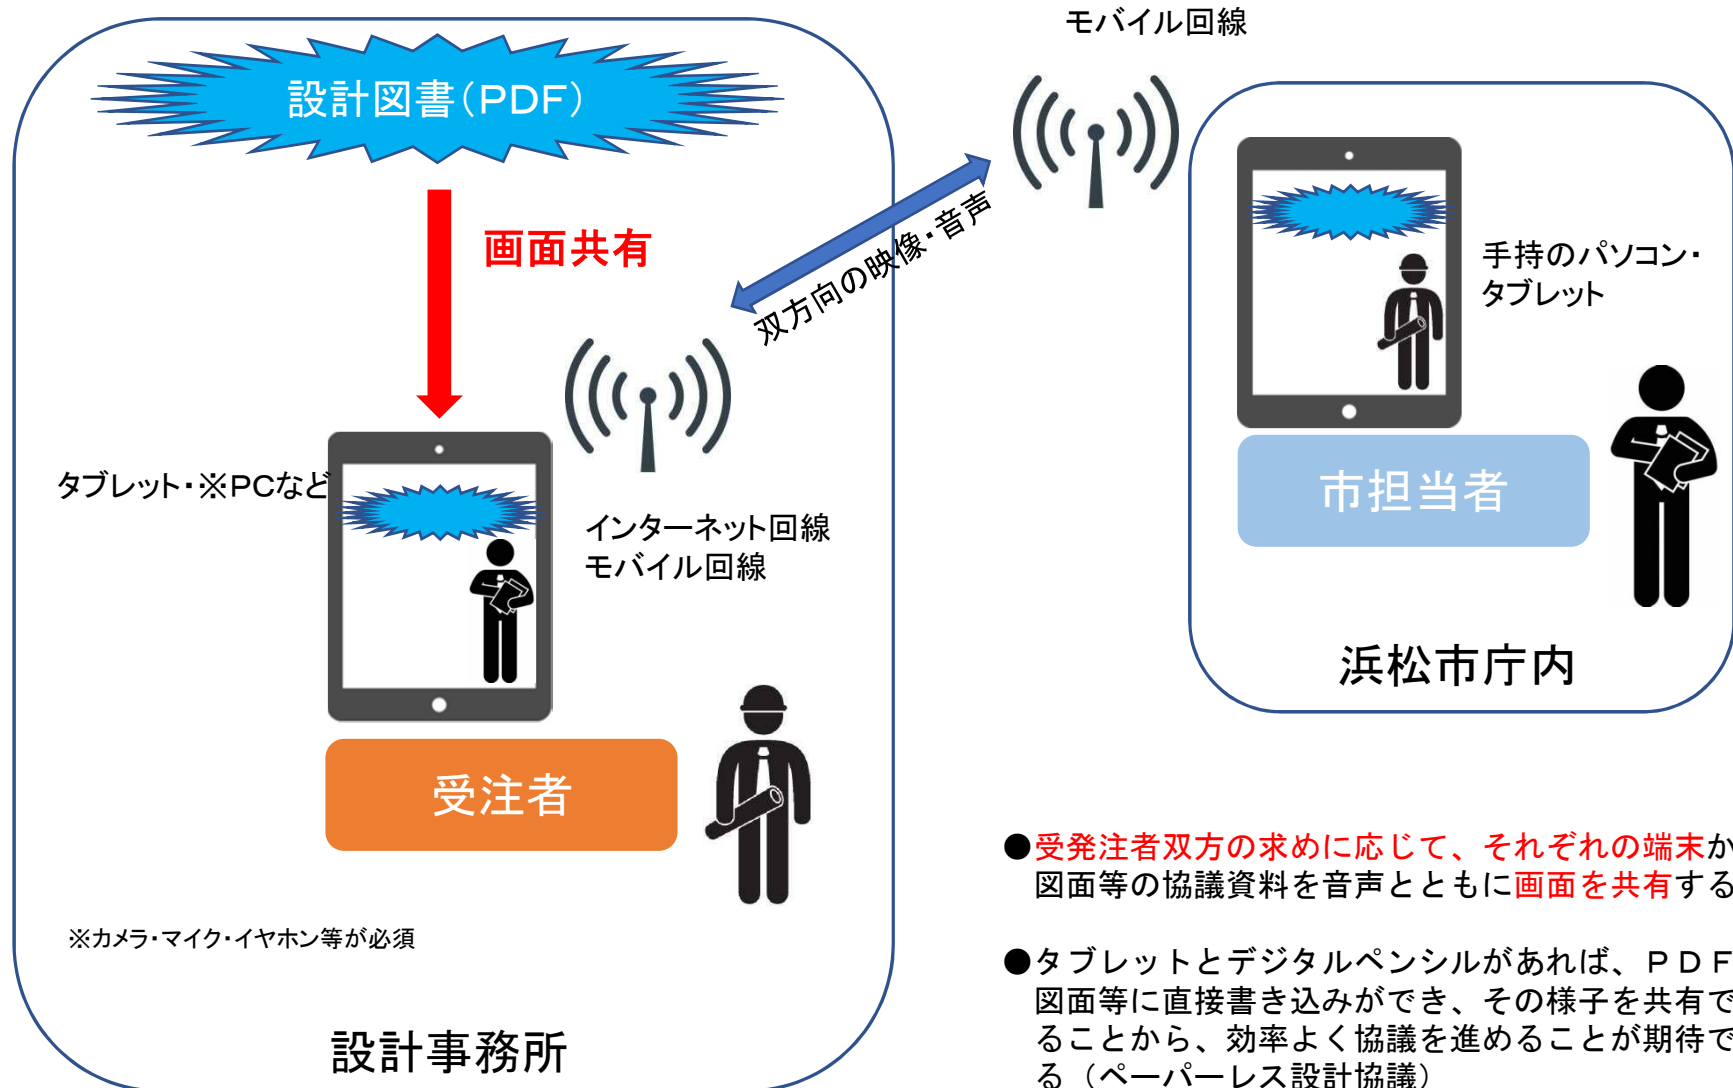 モバイル回線
設計図書(PDF)
画面共有
双方向の映像・音声
手持のパソコン・
タブレット
タブレット・※PCなど
インターネット回線
モバイル回線
市担当者
浜松市庁内
受注者
※カメラ・マイク・イヤホン等が必須
設計事務所
●受発注者双方の求めに応じて、それぞれの端末か
図面等の協議資料を音声とともに画面を共有する
●タブレットとデジタルペンシルがあれば、ＰＤＦ
図面等に直接書き込みができ、その様子を共有で
ることから、効率よく協議を進めることが期待で
る（ペーパーレス設計協議）